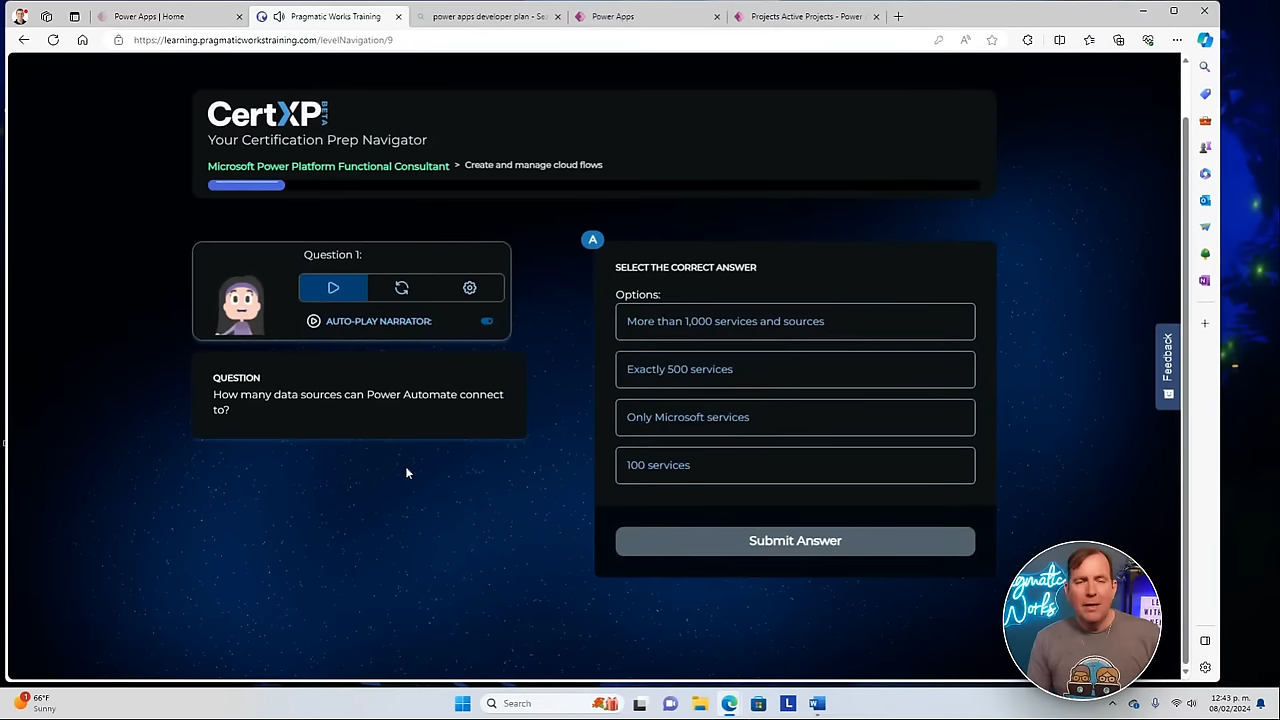 Power Apps | Home
Pragmatic Works Training
power apps developer plan - Se
Power Apps
Projects Active Projects - Power
https://learning.pragmaticworkstraining.com/levelNavigation/9
CertXP BETA
Your Certification Prep Navigator
Microsoft Power Platform Functional Consultant > Create and manage cloud flows
Question 1:
AUTO-PLAY NARRATOR:
QUESTION
How many data sources can Power Automate connect
to?
A
SELECT THE CORRECT ANSWER
Options:
More than 1,000 services and sources
Exactly 500 services
Only Microsoft services
100 services
Submit Answer
Feedback
gmatic
Works
66°F
Sunny
Search
12:43 p.m.
08/02/2024